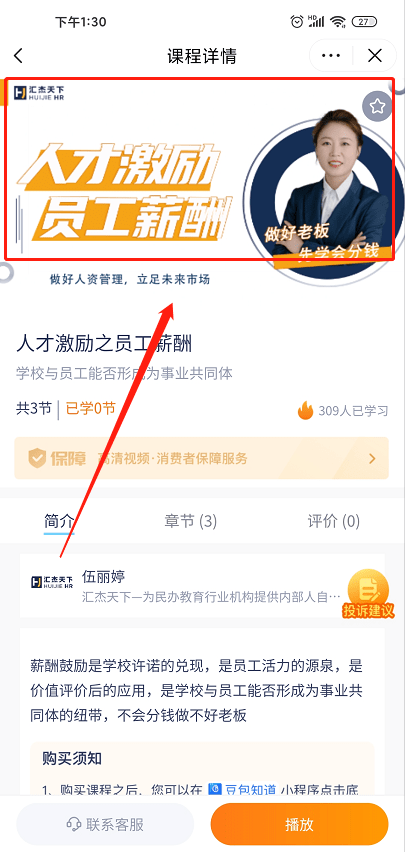 下午1:30
27
课程详情
汇杰天下
HUIJIE HR
人才激励
员工薪酬
做好老板
先学会分钱
做好人资管理，立足未来市场
人才激励之员工薪酬
学校与员工能否形成为事业共同体
共3节 | 已学0节
309人已学习
保障 高清视频·消费者保障服务
简介
章节 (3)
评价 (0)
汇杰天下
HUIJIE HR
伍丽婷
汇杰天下—为民办教育行业机构提供内部人自…
投诉建议
薪酬鼓励是学校许诺的兑现，是员工活力的源泉，是
价值评价后的应用，是学校与员工能否形成为事业共
同体的纽带，不会分钱做不好老板
购买须知
1、购买课程之后，您可以在 豆包知道 小程序点击底
联系客服
播放